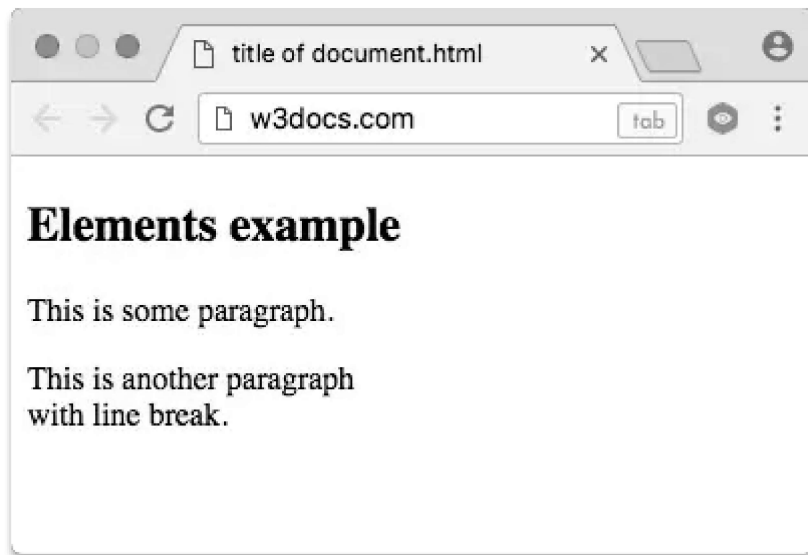 title of document.html
w3docs.com
tab
Elements example
This is some paragraph.
This is another paragraph
with line break.